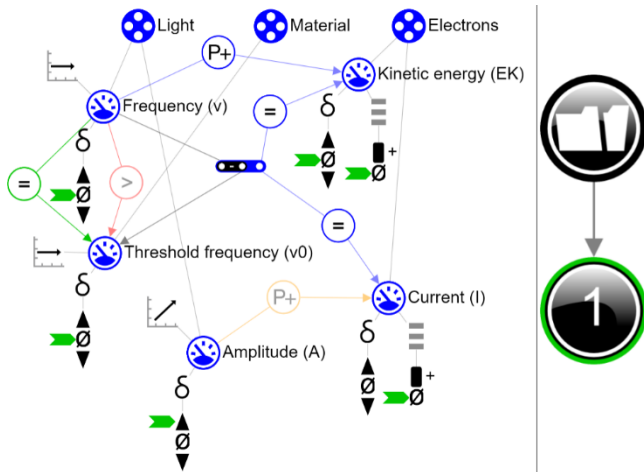 Light
Material
Electrons
P+
Kinetic energy (EK)
Frequency (v)
=
δ
δ
+
=
>
Ø
Ø
Ø
=
Threshold frequency (v0)
P+
Current (I)
δ
Amplitude (A)
δ
Ø
Ø
+
Ø
δ
Ø
1